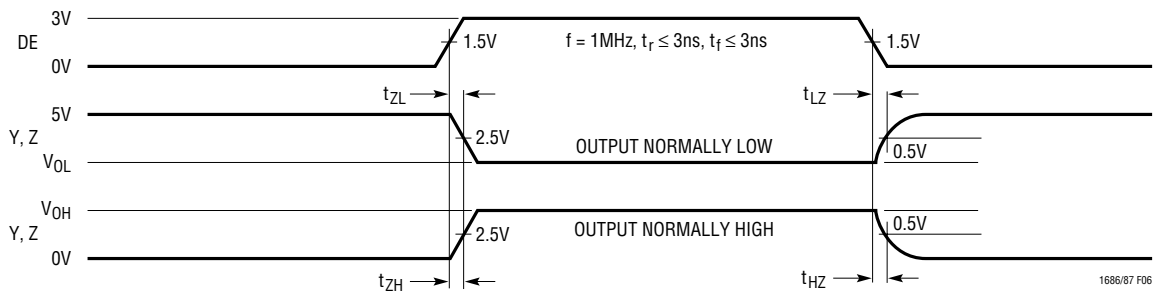 3V
DE
1.5V
f = 1MHz, tr ≤ 3ns, tf ≤ 3ns
1.5V
0V
tZL
tLZ
5V
Y, Z
2.5V
OUTPUT NORMALLY LOW
0.5V
VOL
VOH
Y, Z
2.5V
OUTPUT NORMALLY HIGH
0.5V
0V
tZH
tHZ
1686/87 F06